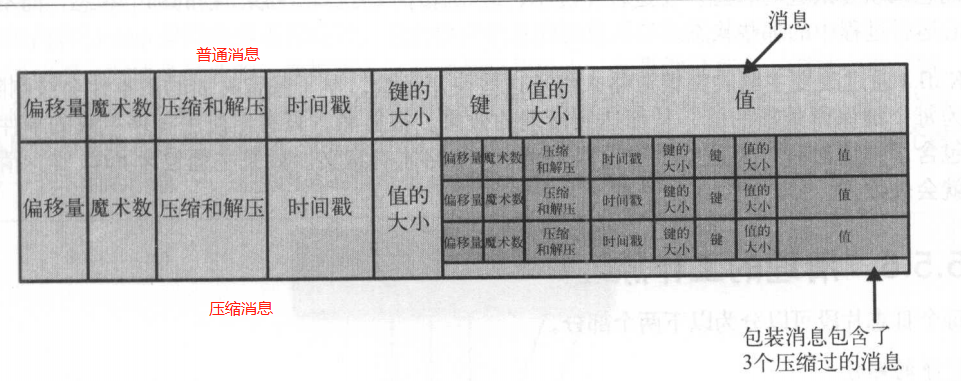 消息
普通消息
偏移量 魔术数 压缩和解压 时间戳 键的大小 键 值的大小 值
偏移量 魔术数 压缩和解压 时间戳 值的大小
偏移量 魔术数 压缩和解压 时间戳 键的大小 键 值的大小 值
偏移量 魔术数 压缩和解压 时间戳 键的大小 键 值的大小 值
偏移量 魔术数 压缩和解压 时间戳 键的大小 键 值的大小 值
压缩消息
包装消息包含了
3个压缩过的消息